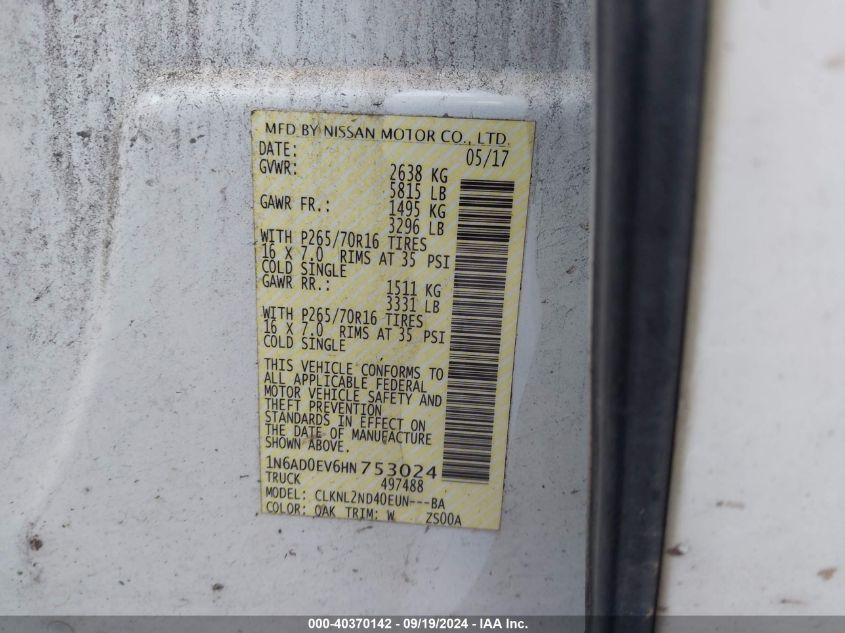 MFD BY NISSAN MOTOR CO., LTD.
DATE: 05/17
GVWR: 2638 KG
5815 LB
GAWR FR.: 1495 KG
3296 LB
WITH P265/70R16 TIRES
16 X 7.0 RIMS AT 35 PSI
COLD SINGLE
GAWR RR.: 1511 KG
3331 LB
WITH P265/70R16 TIRES
16 X 7.0 RIMS AT 35 PSI
COLD SINGLE
THIS VEHICLE CONFORMS TO
ALL APPLICABLE FEDERAL
MOTOR VEHICLE SAFETY AND
THEFT PREVENTION
STANDARDS IN EFFECT ON
THE DATE OF MANUFACTURE
SHOWN ABOVE.
1N6AD0EV6HN753024
TRUCK 497488
MODEL: CLKNL2ND40EUN---BA
COLOR: QAK TRIM: W ZS00A
000-40370142 - 09/19/2024 - IAA Inc.